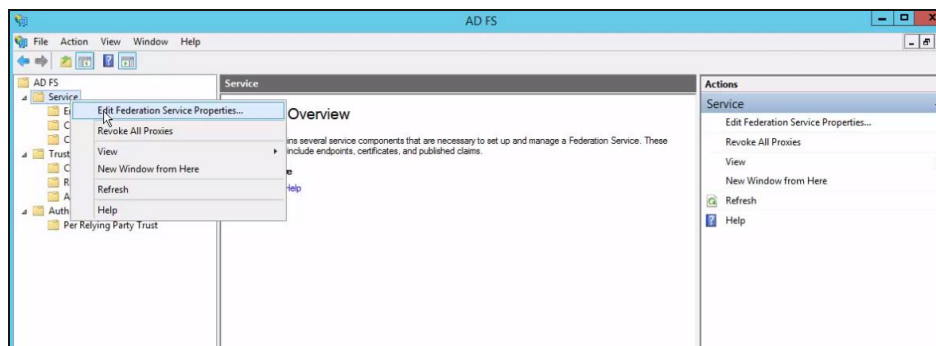 AD FS
File Action View Window Help
AD FS
Service
Actions
Service
E
Edit Federation Service Properties...
Overview
Service
C
Revoke All Proxies
Edit Federation Service Properties...
C
View
ins several service components that are necessary to set up and manage a Federation Service. These
Revoke All Proxies
Trust
include endpoints, certificates, and published claims.
View
C
New Window from Here
e
New Window from Here
R
Refresh
Help
Refresh
A
Auth
Help
Help
Per Relying Party Trust